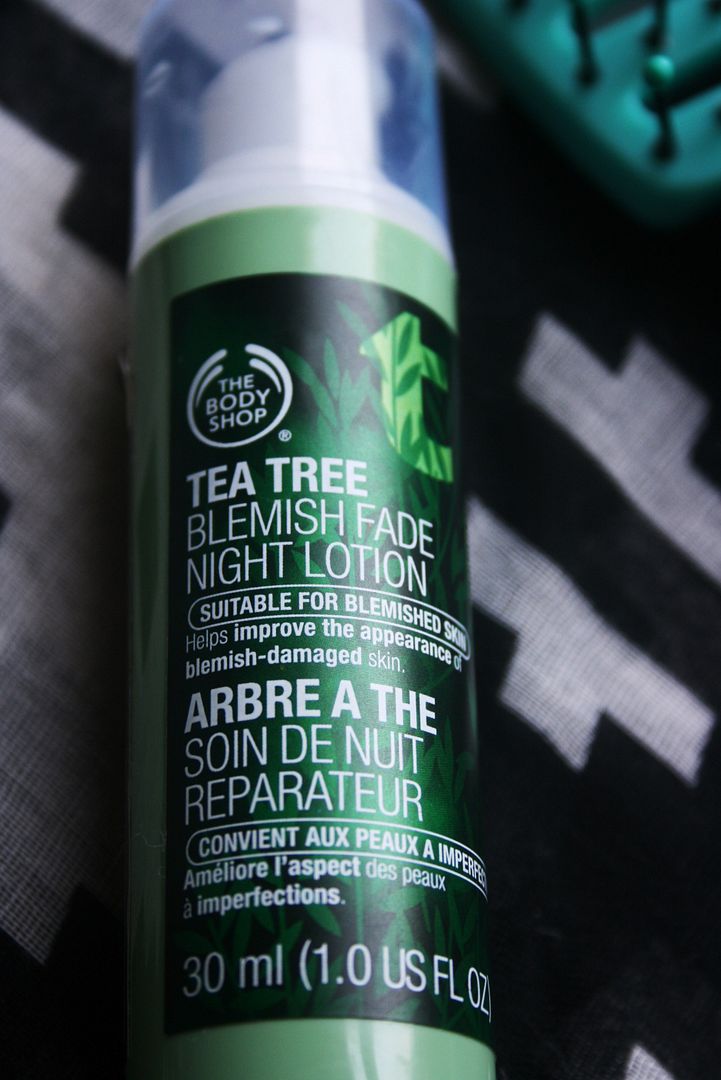 THE
BODY
SHOP
®
t
TEA TREE
BLEMISH FADE
NIGHT LOTION
SUITABLE FOR BLEMISHED SKIN
Helps improve the appearance of
blemish-damaged skin.
ARBRE A THE
SOIN DE NUIT
REPARATEUR
CONVIENT AUX PEAUX A IMPERFECT
Améliore l'aspect des peaux
à imperfections.
30 ml (1.0 US FL OZ)